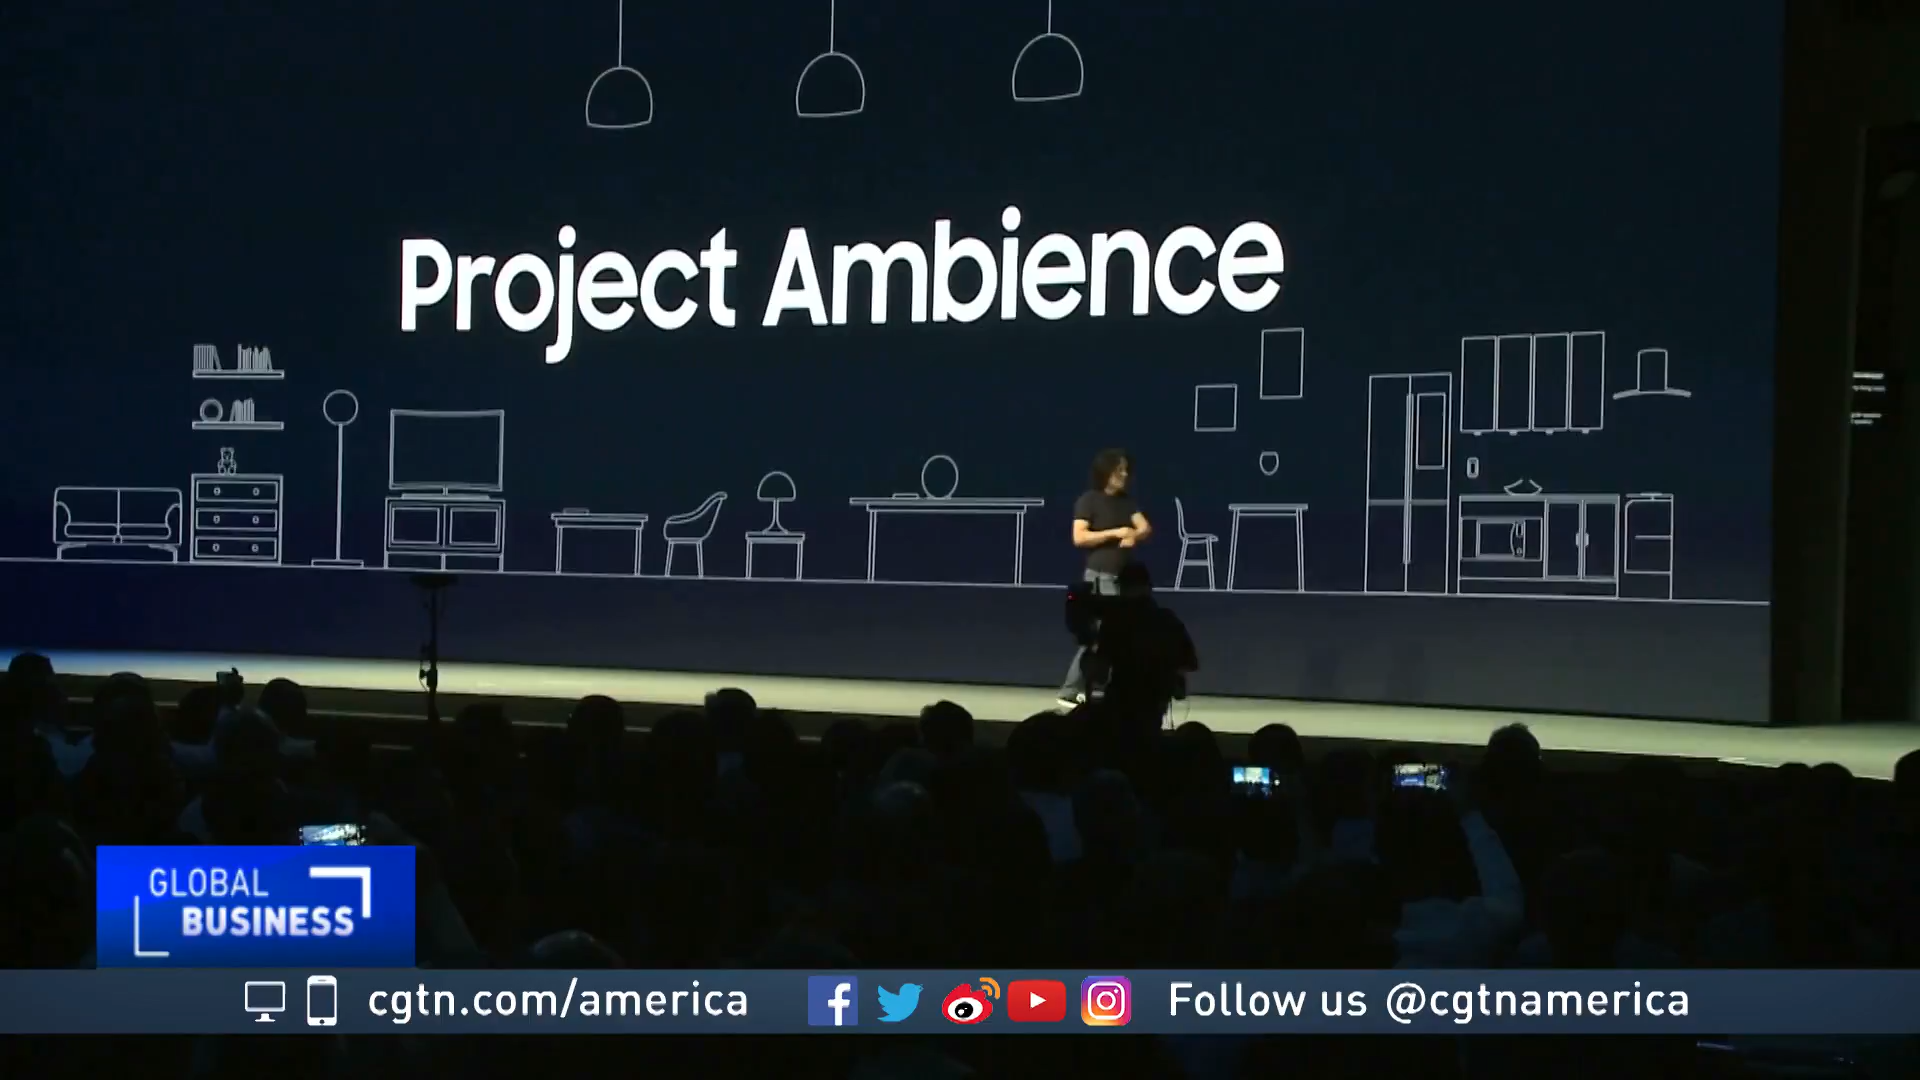 Project Ambience
GLOBAL
BUSINESS
cgtn.com/america
Follow us @cgtnamerica